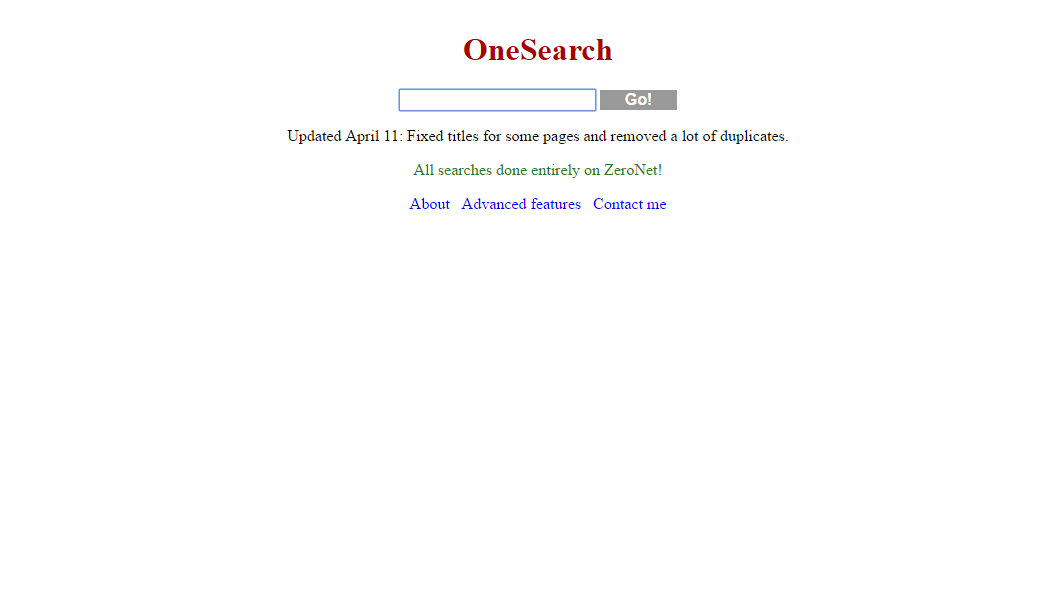 OneSearch
Go!
Updated April 11: Fixed titles for some pages and removed a lot of duplicates.
All searches done entirely on ZeroNet!
About Advanced features Contact me